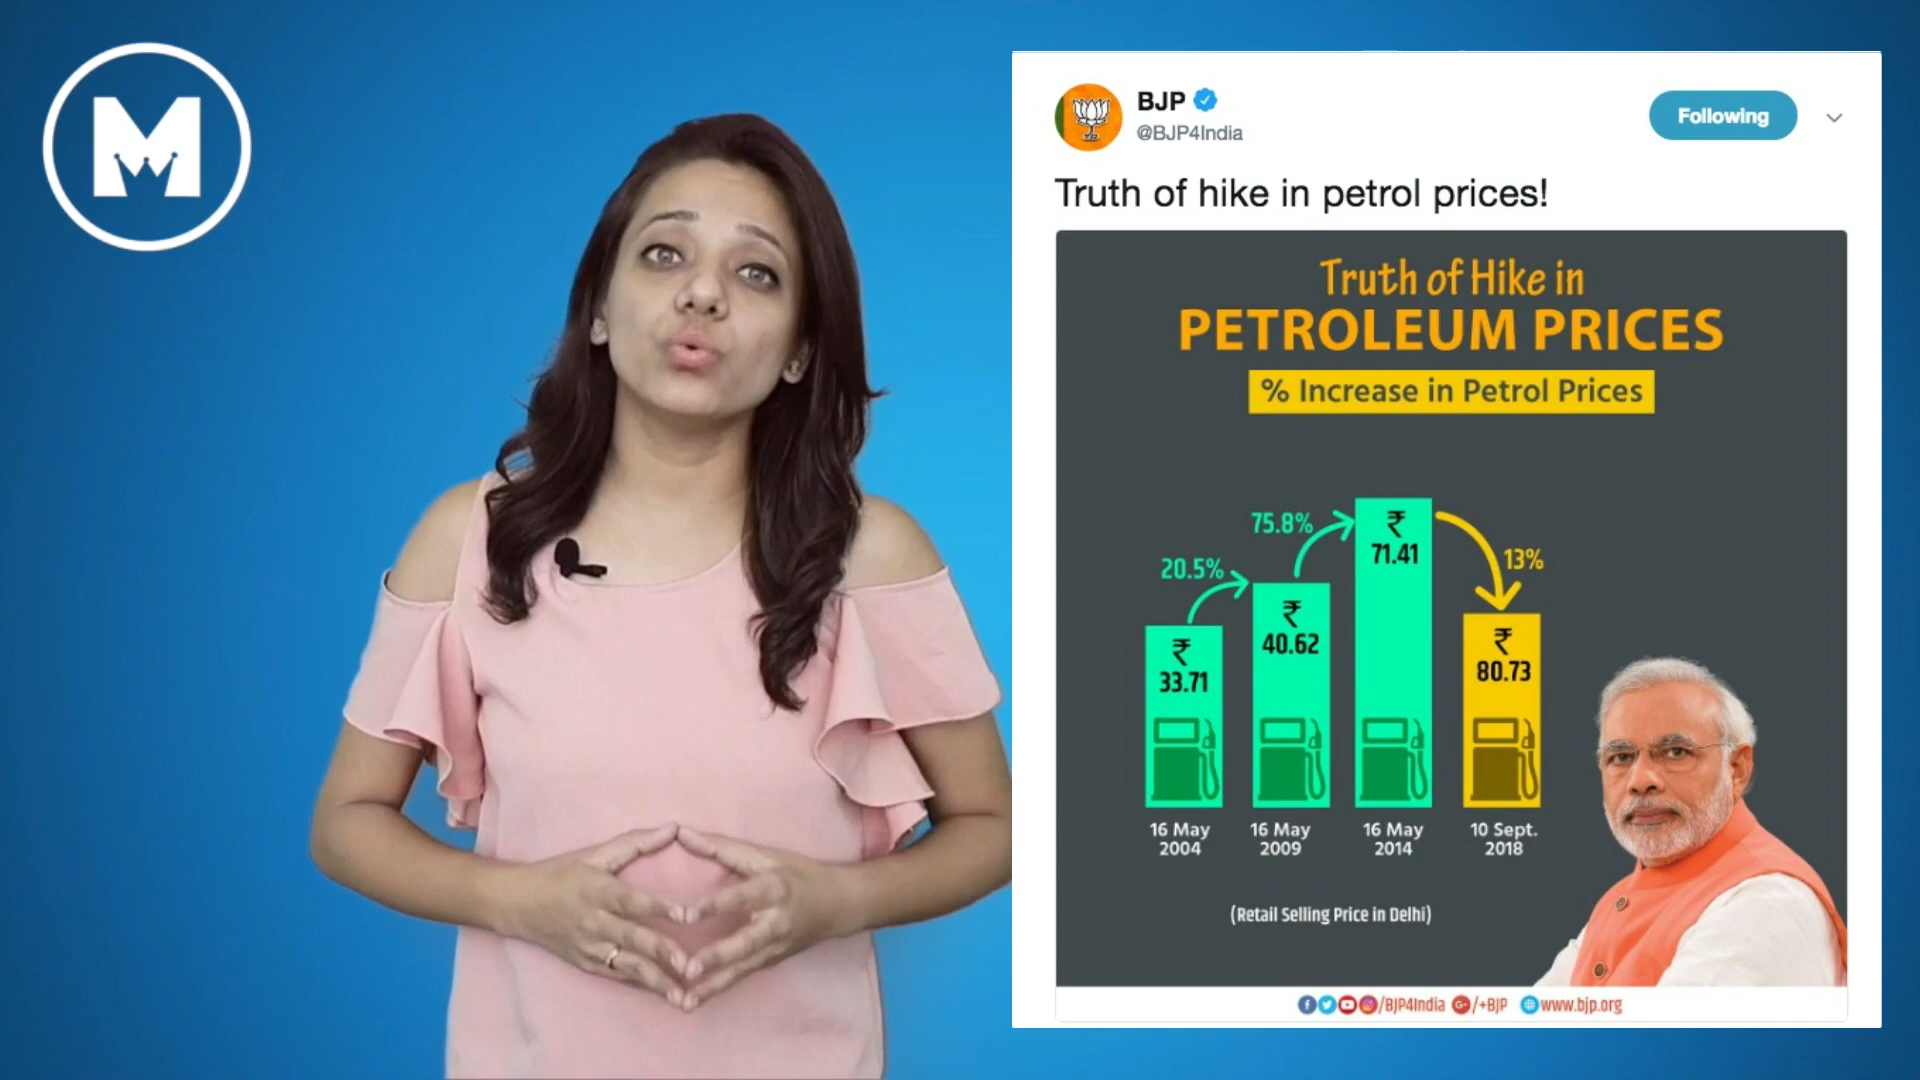 M
BJP
@BJP4India
Following
Truth of hike in petrol prices!
Truth of Hike in
PETROLEUM PRICES
% Increase in Petrol Prices
20.5%
75.8%
13%
₹
33.71
₹
40.62
₹
71.41
₹
80.73
16 May
2004
16 May
2009
16 May
2014
10 Sept.
2018
(Retail Selling Price in Delhi)
/BJP4India G+/+BJP www.bjp.org